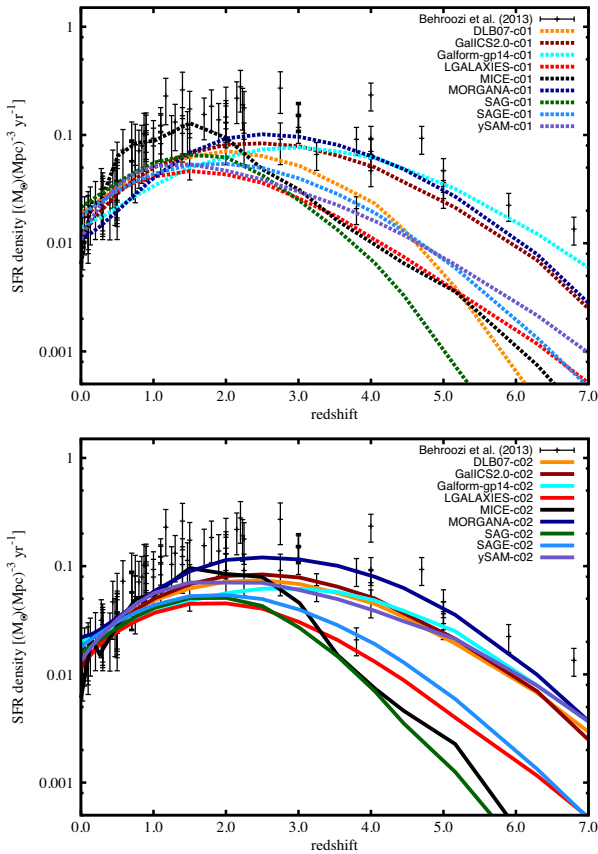 1
0.1
0.01
0.001
SFR density [(M⊙)/(Mpc)⁻³ yr⁻¹]
Behroozi et al. (2013)
DLB07-c01
GalICS2.0-c01
Galform-gp14-c01
LGALAXIES-c01
MICE-c01
MORGANA-c01
SAG-c01
SAGE-c01
ySAM-c01
0.0 1.0 2.0 3.0 4.0 5.0 6.0 7.0
redshift
1
0.1
0.01
0.001
SFR density [(M⊙)/(Mpc)⁻³ yr⁻¹]
Behroozi et al. (2013)
DLB07-c02
GalICS2.0-c02
Galform-gp14-c02
LGALAXIES-c02
MICE-c02
MORGANA-c02
SAG-c02
SAGE-c02
ySAM-c02
0.0 1.0 2.0 3.0 4.0 5.0 6.0 7.0
redshift